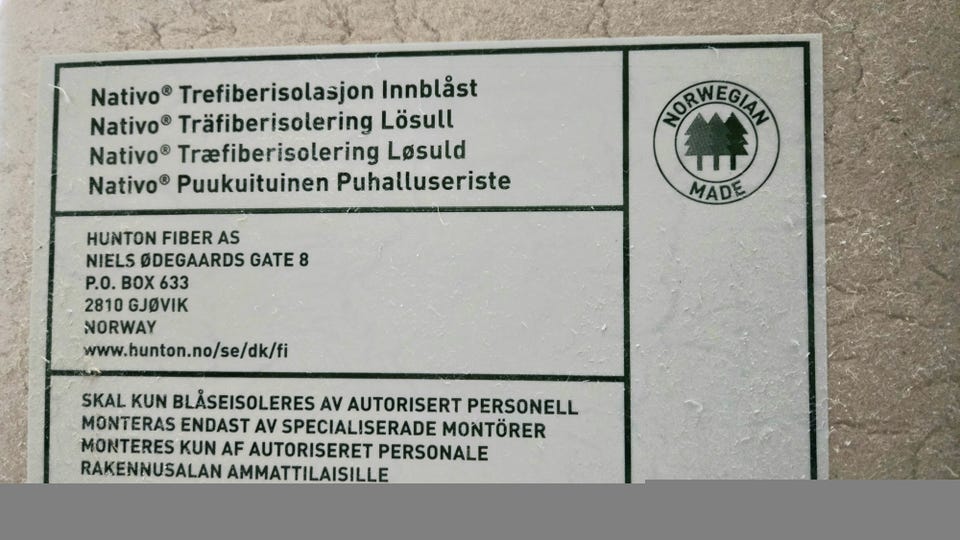 Nativo® Trefiberisolasjon Innblåst
Nativo® Träfiberisolering Lösull
Nativo® Træfiberisolering Løsuld
Nativo® Puukuituinen Puhalluseriste
NORWEGIAN
MADE
HUNTON FIBER AS
NIELS ØDEGAARDS GATE 8
P.O. BOX 633
2810 GJØVIK
NORWAY
www.hunton.no/se/dk/fi
SKAL KUN BLÅSEISOLERES AV AUTORISERT PERSONELL
MONTERAS ENDAST AV SPECIALISERADE MONTÖRER
MONTERES KUN AF AUTORISERET PERSONALE
RAKENNUSALAN AMMATTILAISILLE